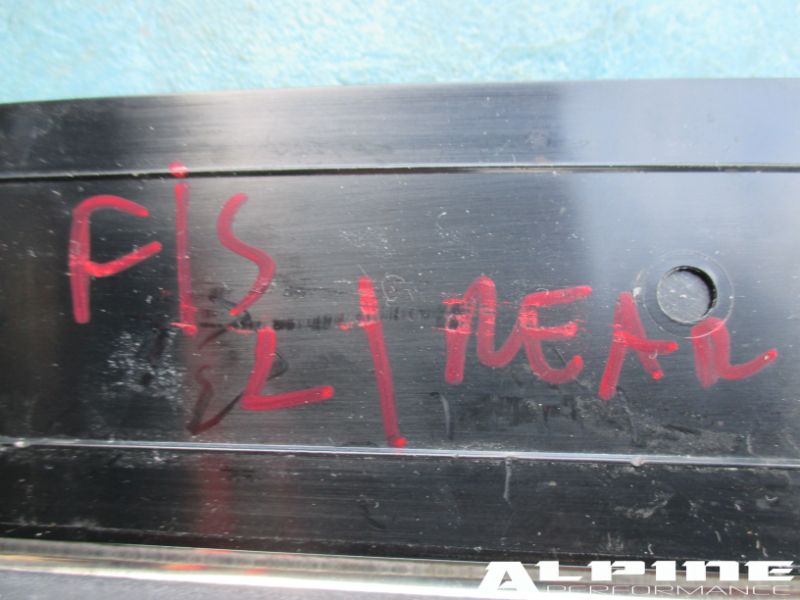 F|S L | REAR
ALPINE
PERFORMANCE